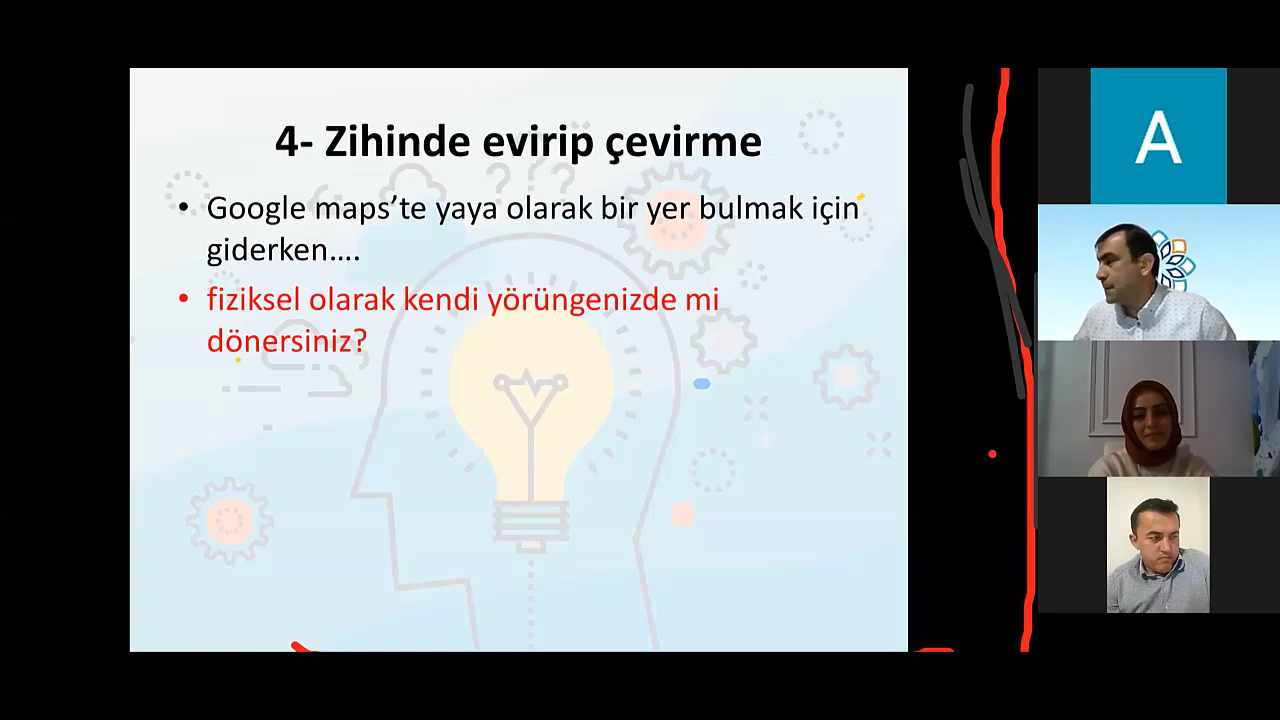 4- Zihinde evirip çevirme
• Google maps’te yaya olarak bir yer bulmak için
giderken....
• fiziksel olarak kendi yörüngenizde mi
dönersiniz?
A